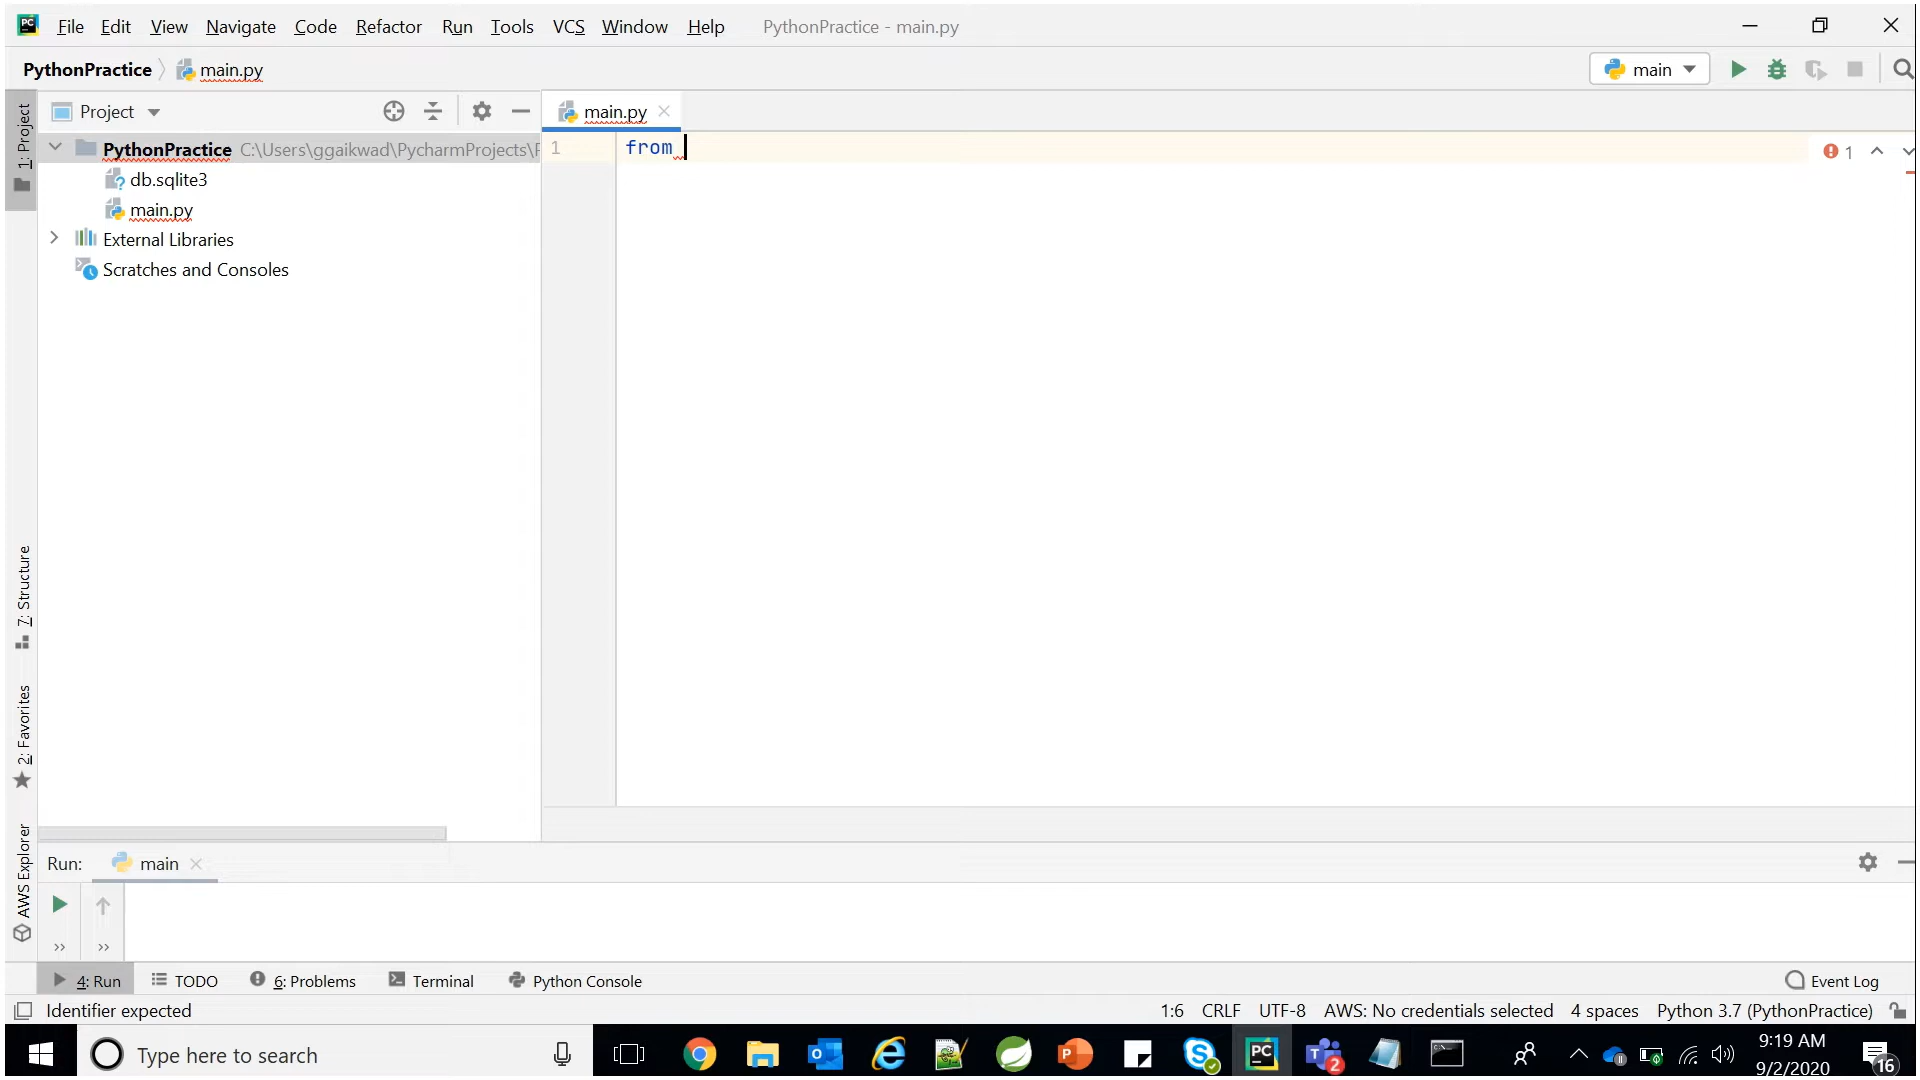 File Edit View Navigate Code Refactor Run Tools VCS Window Help PythonPractice - main.py
PythonPractice main.py
main
1: Project
Project
main.py
PythonPractice C:\Users\ggaikwad\PycharmProjects\
1 from
1
db.sqlite3
main.py
External Libraries
Scratches and Consoles
7: Structure
2: Favorites
AWS Explorer
Run: main
4: Run TODO 6: Problems Terminal Python Console Event Log
Identifier expected 1:6 CRLF UTF-8 AWS: No credentials selected 4 spaces Python 3.7 (PythonPractice)
Type here to search
9:19 AM
9/2/2020
2
16